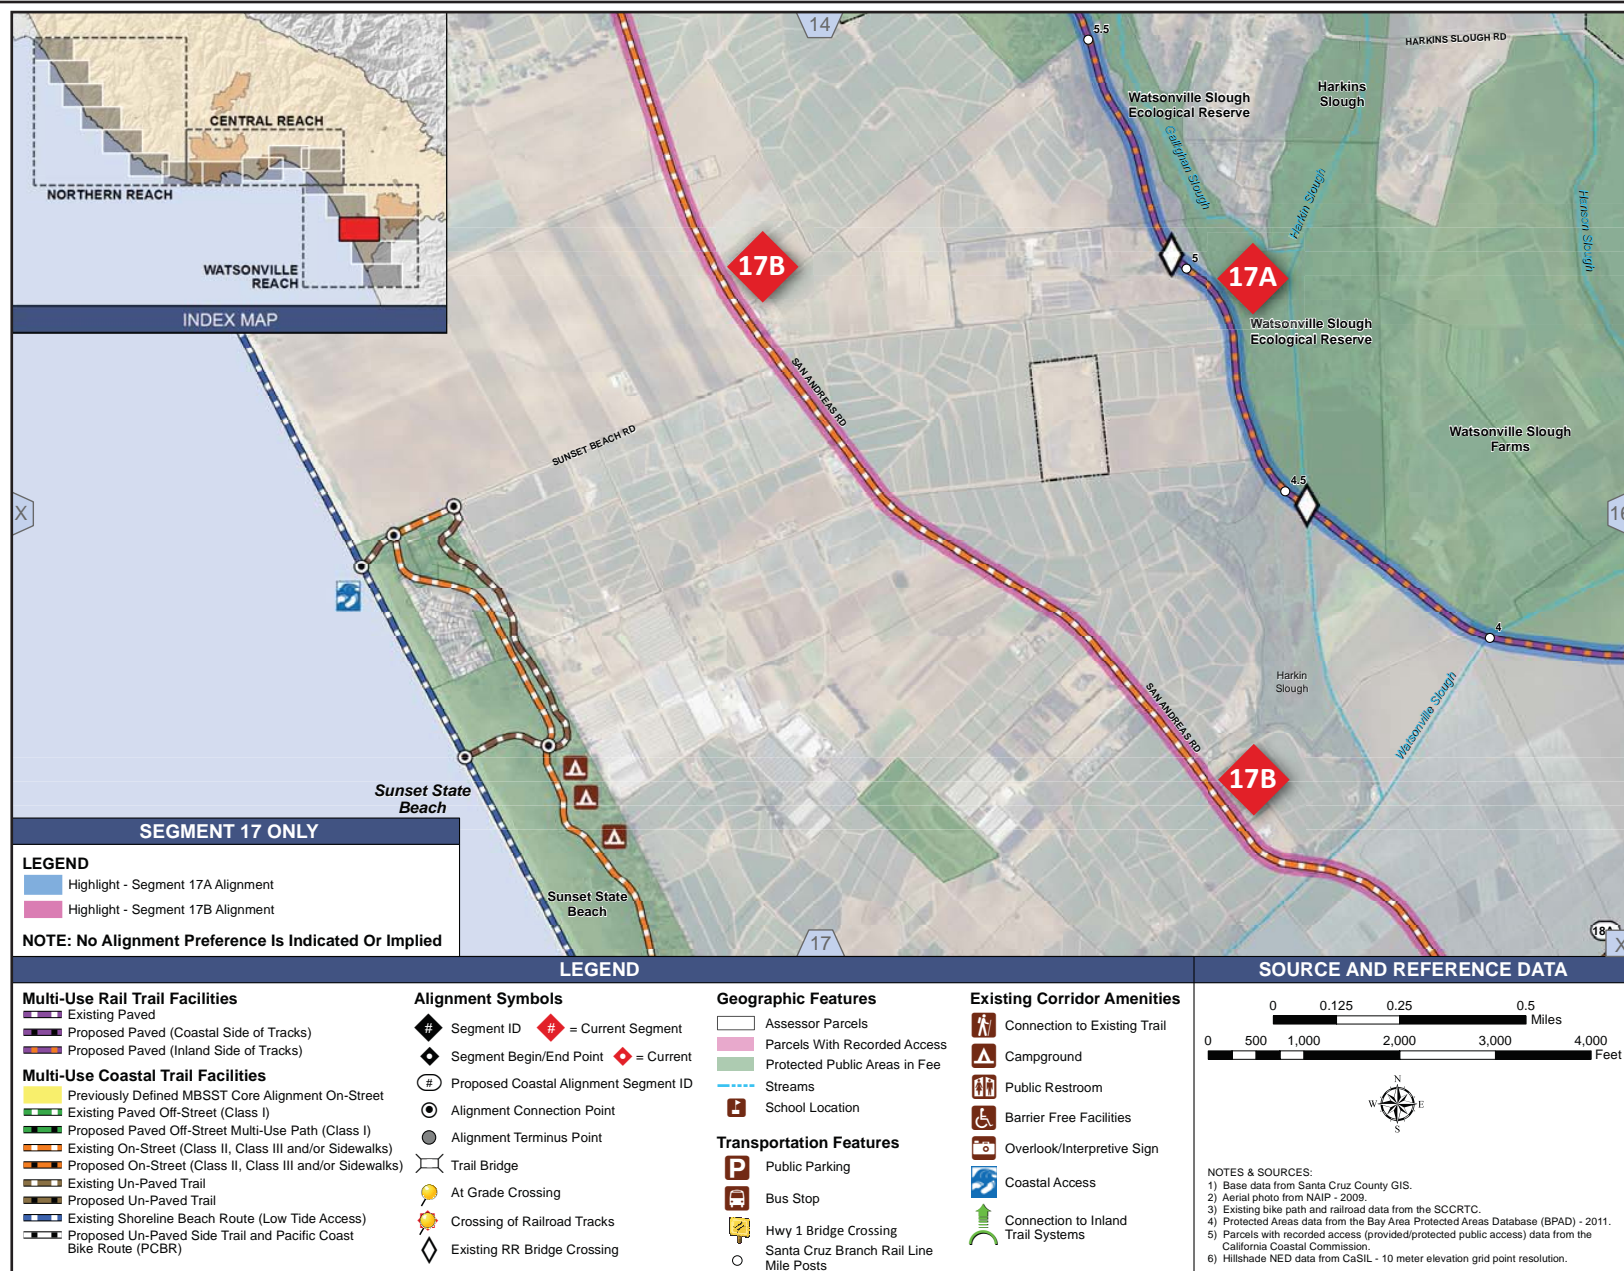 CENTRAL REACH
NORTHERN REACH
WATSONVILLE
REACH
INDEX MAP
14
5.5
HARKINS SLOUGH RD
Watsonville Slough
Ecological Reserve
Harkins
Slough
Gallighan Slough
Harkin Slough
Hanson Slough
17B
5
17A
Watsonville Slough
Ecological Reserve
SAN ANDREAS RD
SUNSET BEACH RD
Watsonville Slough
Farms
4.5
X
16
4
Harkin
Slough
SAN ANDREAS RD
Watsonville Slough
17B
Sunset State
Beach
Sunset State
Beach
17
18A
X
SEGMENT 17 ONLY
LEGEND
Highlight - Segment 17A Alignment
Highlight - Segment 17B Alignment
NOTE: No Alignment Preference Is Indicated Or Implied
LEGEND
Multi-Use Rail Trail Facilities
Existing Paved
Proposed Paved (Coastal Side of Tracks)
Proposed Paved (Inland Side of Tracks)
Multi-Use Coastal Trail Facilities
Previously Defined MBSST Core Alignment On-Street
Existing Paved Off-Street (Class I)
Proposed Paved Off-Street Multi-Use Path (Class I)
Existing On-Street (Class II, Class III and/or Sidewalks)
Proposed On-Street (Class II, Class III and/or Sidewalks)
Existing Un-Paved Trail
Proposed Un-Paved Trail
Existing Shoreline Beach Route (Low Tide Access)
Proposed Un-Paved Side Trail and Pacific Coast
Bike Route (PCBR)
Alignment Symbols
# Segment ID # = Current Segment
Segment Begin/End Point = Current
# Proposed Coastal Alignment Segment ID
Alignment Connection Point
Alignment Terminus Point
Trail Bridge
At Grade Crossing
Crossing of Railroad Tracks
Existing RR Bridge Crossing
Geographic Features
Assessor Parcels
Parcels With Recorded Access
Protected Public Areas in Fee
Streams
School Location
Transportation Features
P Public Parking
Bus Stop
Hwy 1 Bridge Crossing
Santa Cruz Branch Rail Line
Mile Posts
Existing Corridor Amenities
Connection to Existing Trail
Campground
Public Restroom
Barrier Free Facilities
Overlook/Interpretive Sign
Coastal Access
Connection to Inland
Trail Systems
SOURCE AND REFERENCE DATA
0 0.125 0.25 0.5
Miles
0 500 1,000 2,000 3,000 4,000
Feet
N
W E
S
NOTES & SOURCES:
1) Base data from Santa Cruz County GIS.
2) Aerial photo from NAIP - 2009.
3) Existing bike path and railroad data from the SCCRTC.
4) Protected Areas data from the Bay Area Protected Areas Database (BPAD) - 2011.
5) Parcels with recorded access (provided/protected public access) data from the
California Coastal Commission.
6) Hillshade NED data from CaSIL - 10 meter elevation grid point resolution.